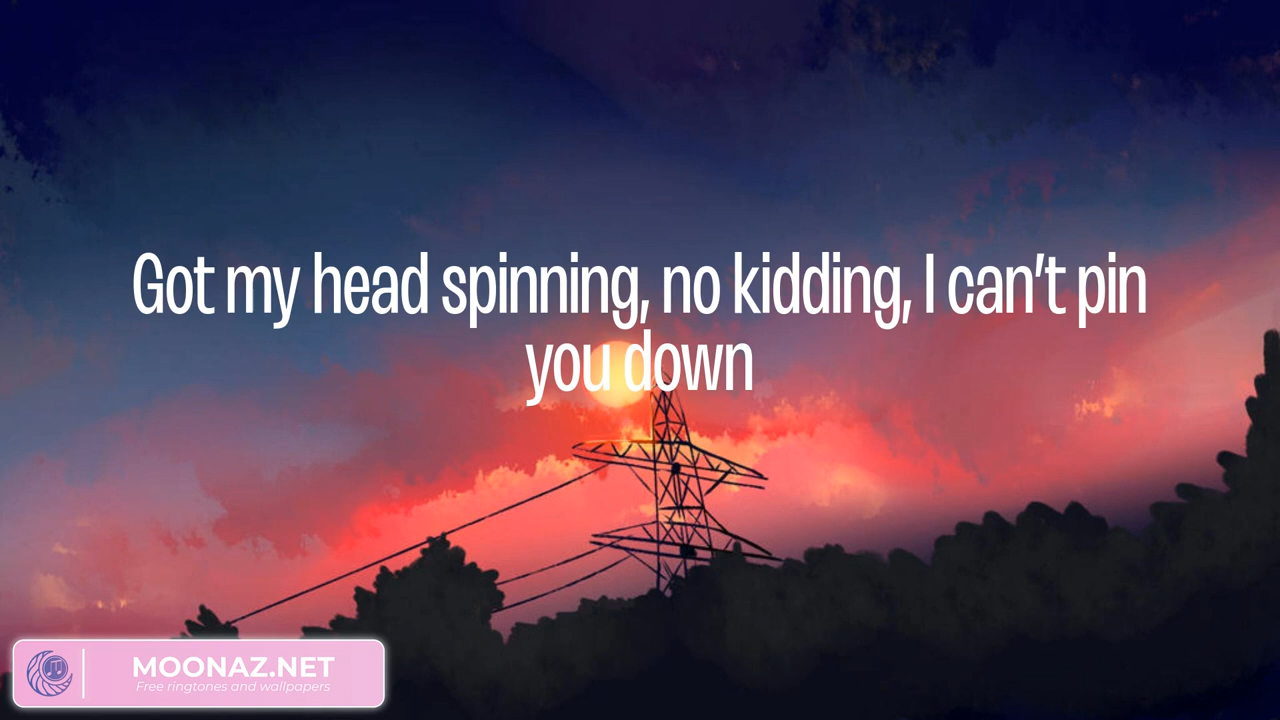 Got my head spinning, no kidding, I can’t pin
you down
MOONAZ.NET
Free ringtones and wallpapers